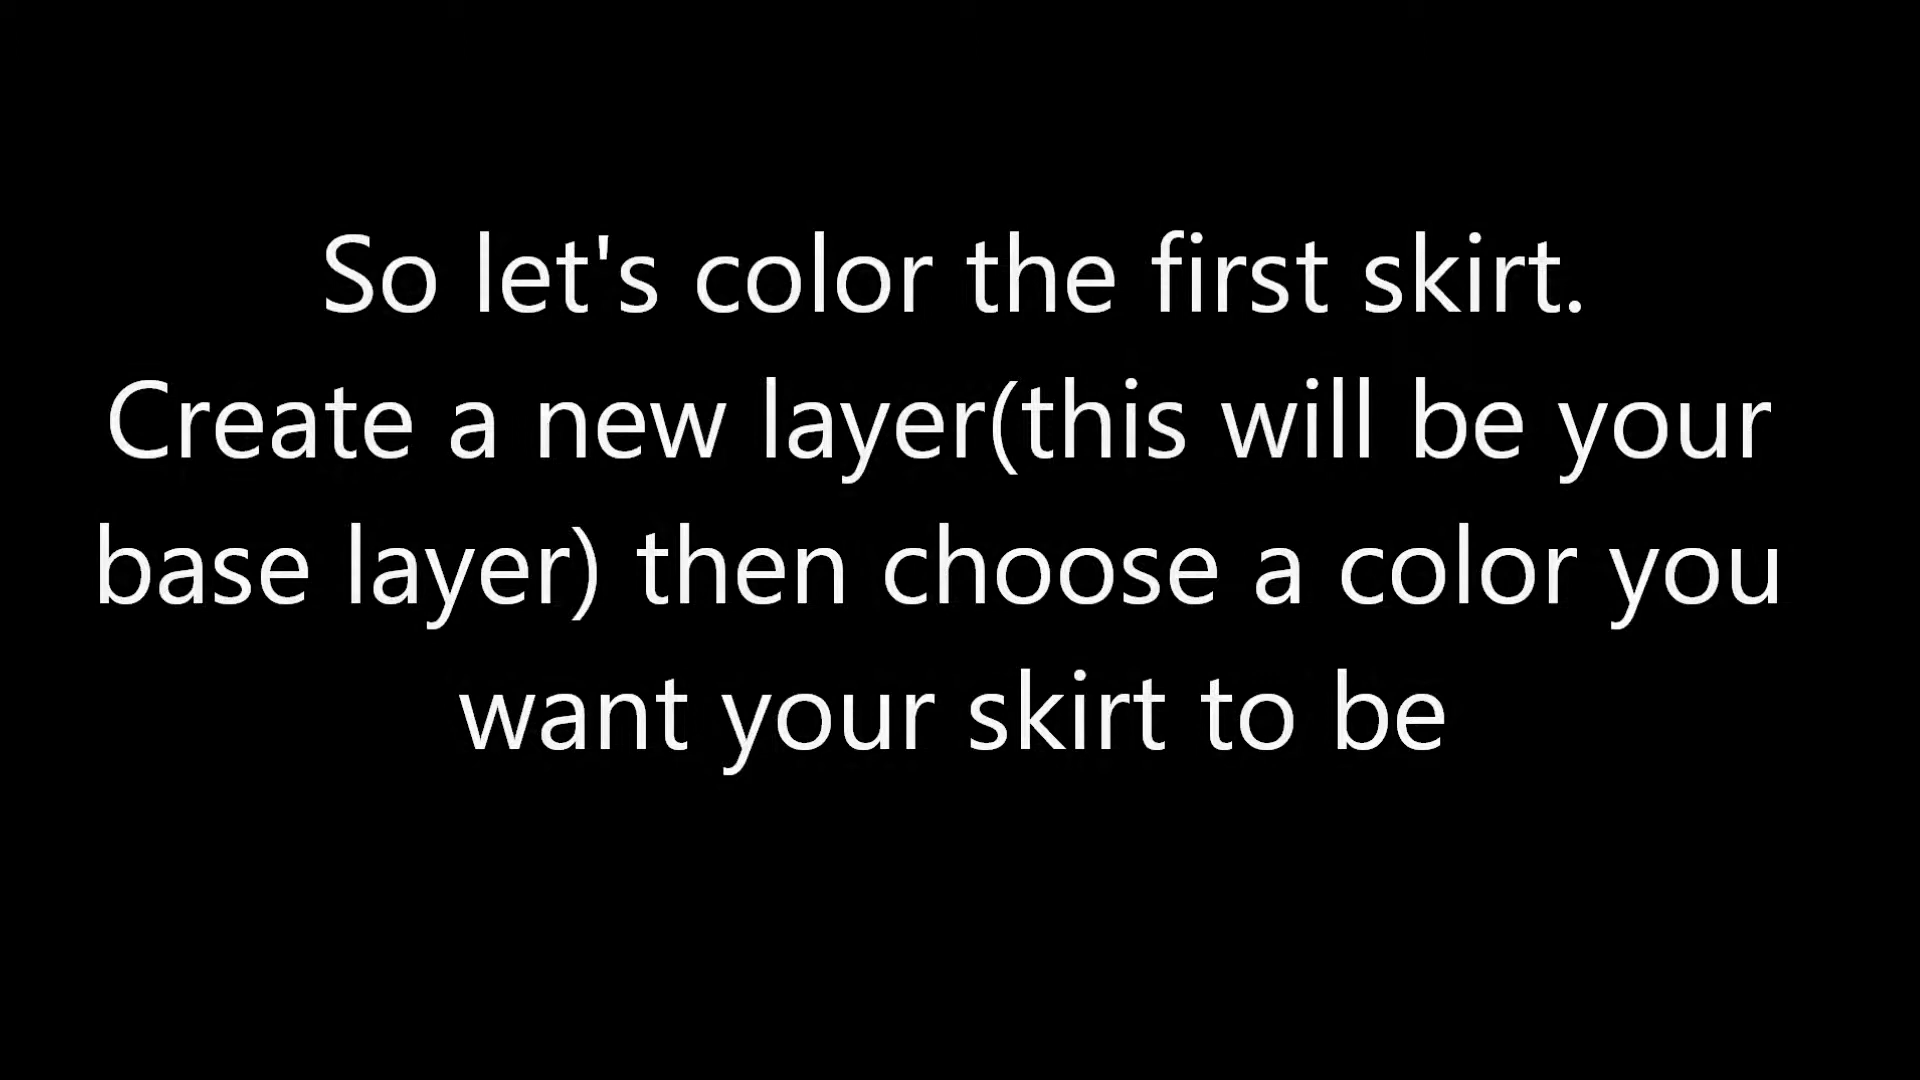 So let's color the first skirt.
Create a new layer(this will be your
base layer) then choose a color you
want your skirt to be